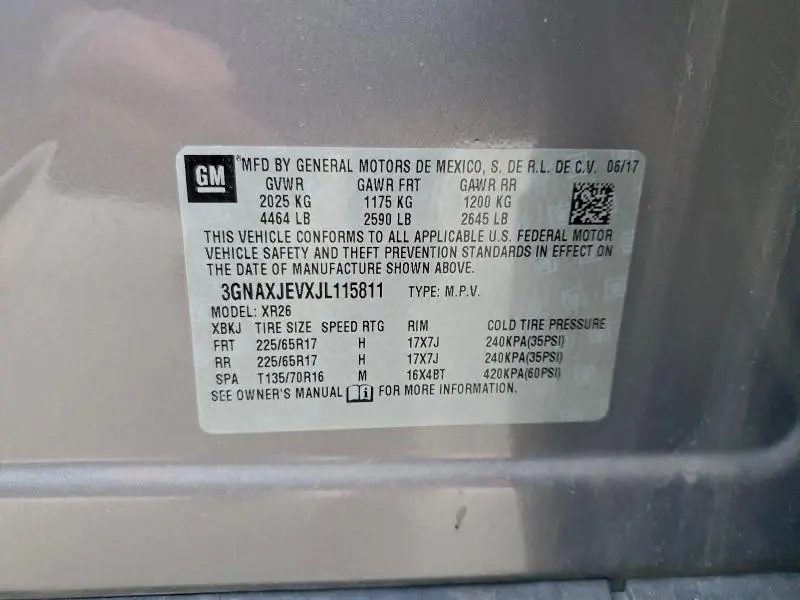 GM ®MFD BY GENERAL MOTORS DE MEXICO, S. DE R.L. DE C.V. 06/17
GVWR GAWR FRT GAWR RR
2025 KG 1175 KG 1200 KG
4464 LB 2590 LB 2645 LB
THIS VEHICLE CONFORMS TO ALL APPLICABLE U.S. FEDERAL MOTOR
VEHICLE SAFETY AND THEFT PREVENTION STANDARDS IN EFFECT ON
THE DATE OF MANUFACTURE SHOWN ABOVE.
3GNAXJEVXJL115811 TYPE: M.P.V.
MODEL: XR26
XBKJ TIRE SIZE SPEED RTG RIM COLD TIRE PRESSURE
FRT 225/65R17 H 17X7J 240KPA(35PSI)
RR 225/65R17 H 17X7J 240KPA(35PSI)
SPA T135/70R16 M 16X4BT 420KPA(60PSI)
SEE OWNER'S MANUAL i FOR MORE INFORMATION.